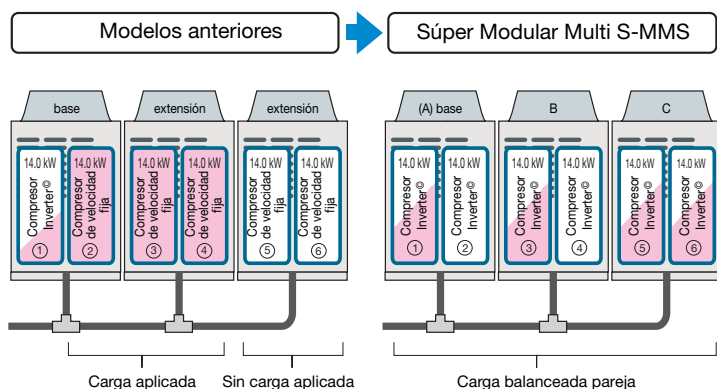 Modelos anteriores
Súper Modular Multi S-MMS
base
extensión
extensión
(A) base
B
C
14.0 kW
Compresor
Inverter©
1
14.0 kW
Compresor
de velocidad
fija
2
14.0 kW
Compresor
de velocidad
fija
3
14.0 kW
Compresor
de velocidad
fija
4
14.0 kW
Compresor
de velocidad
fija
5
14.0 kW
Compresor
de velocidad
fija
6
14.0 kW
Compresor
Inverter©
1
14.0 kW
Compresor
Inverter©
2
14.0 kW
Compresor
Inverter©
3
14.0 kW
Compresor
Inverter©
4
14.0 kW
Compresor
Inverter©
5
14.0 kW
Compresor
Inverter©
6
Carga aplicada
Sin carga aplicada
Carga balanceada pareja